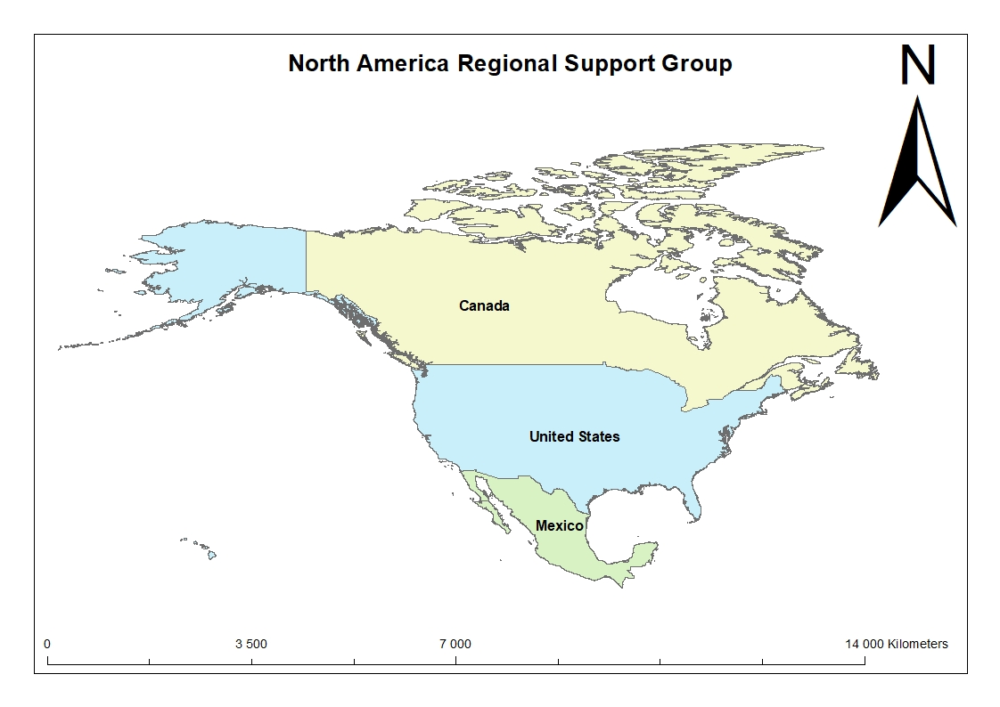 North America Regional Support Group
N
Canada
United States
Mexico
0 3 500 7 000 14 000 Kilometers